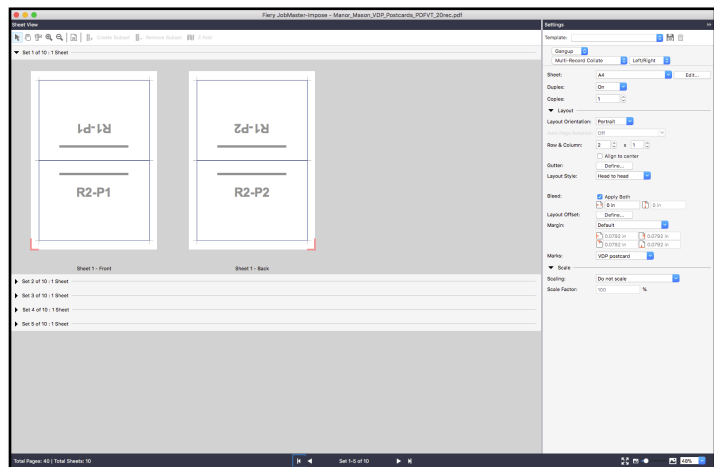 Fiery JobMaster-Impose - Manor_Mason_VDP_Postcards_PDFVT_20rec.pdf
Sheet View
Create Subset
Remove Subset
Z Axis
Set 1 of 10 : 1 Sheet
R1-P1
R2-P1
R1-P2
R2-P2
Sheet 1 - Front
Sheet 1 - Back
Set 2 of 10 : 1 Sheet
Set 3 of 10 : 1 Sheet
Set 4 of 10 : 1 Sheet
Set 5 of 10 : 1 Sheet
Total Pages: 40 | Total Sheets: 10
Set 1-5 of 10
40%
Settings
Template:
Gangup
Multi-Record Collate
Left/Right
Sheet:
A4
Edit...
Duplex:
On
Copies:
1
Layout
Layout Orientation:
Portrait
Off
Row & Column:
2 x 1
Align to center
Gutter:
Define...
Layout Style:
Head to head
Bleed:
Apply Both
0 in
0 in
Layout Offset:
Define...
Margin:
Default
0.0792 in
0.0792 in
0.0792 in
0.0792 in
Marks:
VDP postcard
Scale
Scaling:
Do not scale
Scale Factor:
100 %